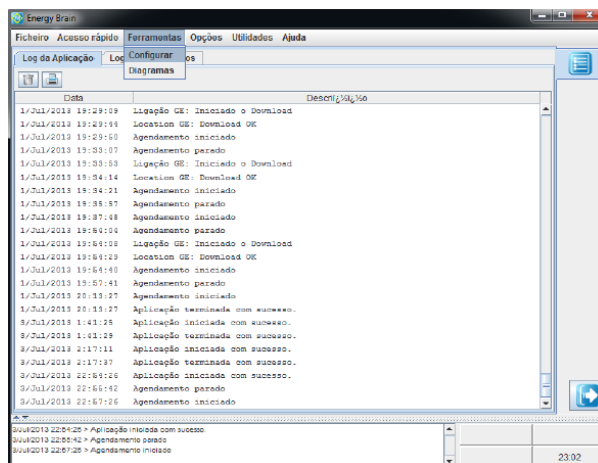 Energy Brain
Ficheiro Acesso rápido Ferramentas Opções Utilidades Ajuda
Configurar
Diagramas
Log da Aplicação Log os
Data Descriï¿½ï¿½o
1/Jul/2013 19:29:09 Ligação GE: Iniciado o Download
1/Jul/2013 19:29:44 Location GE: Download OK
1/Jul/2013 19:29:50 Agendamento iniciado
1/Jul/2013 19:33:07 Agendamento parado
1/Jul/2013 19:33:53 Ligação GE: Iniciado o Download
1/Jul/2013 19:34:14 Location GE: Download OK
1/Jul/2013 19:34:21 Agendamento iniciado
1/Jul/2013 19:35:57 Agendamento parado
1/Jul/2013 19:37:48 Agendamento iniciado
1/Jul/2013 19:54:04 Agendamento parado
1/Jul/2013 19:54:08 Ligação GE: Iniciado o Download
1/Jul/2013 19:54:29 Location GE: Download OK
1/Jul/2013 19:54:40 Agendamento iniciado
1/Jul/2013 19:57:41 Agendamento parado
1/Jul/2013 20:13:27 Agendamento iniciado
1/Jul/2013 20:13:27 Aplicação terminada com sucesso.
3/Jul/2013 1:41:25 Aplicação iniciada com sucesso.
3/Jul/2013 1:41:29 Aplicação terminada com sucesso.
3/Jul/2013 2:17:11 Aplicação iniciada com sucesso.
3/Jul/2013 2:17:37 Aplicação terminada com sucesso.
3/Jul/2013 22:54:26 Aplicação iniciada com sucesso.
3/Jul/2013 22:55:42 Agendamento parado
3/Jul/2013 22:57:26 Agendamento iniciado
3/Jul/2013 22:54:26 > Aplicação iniciada com sucesso.
3/Jul/2013 22:55:42 > Agendamento parado
3/Jul/2013 22:57:26 > Agendamento iniciado
23:02